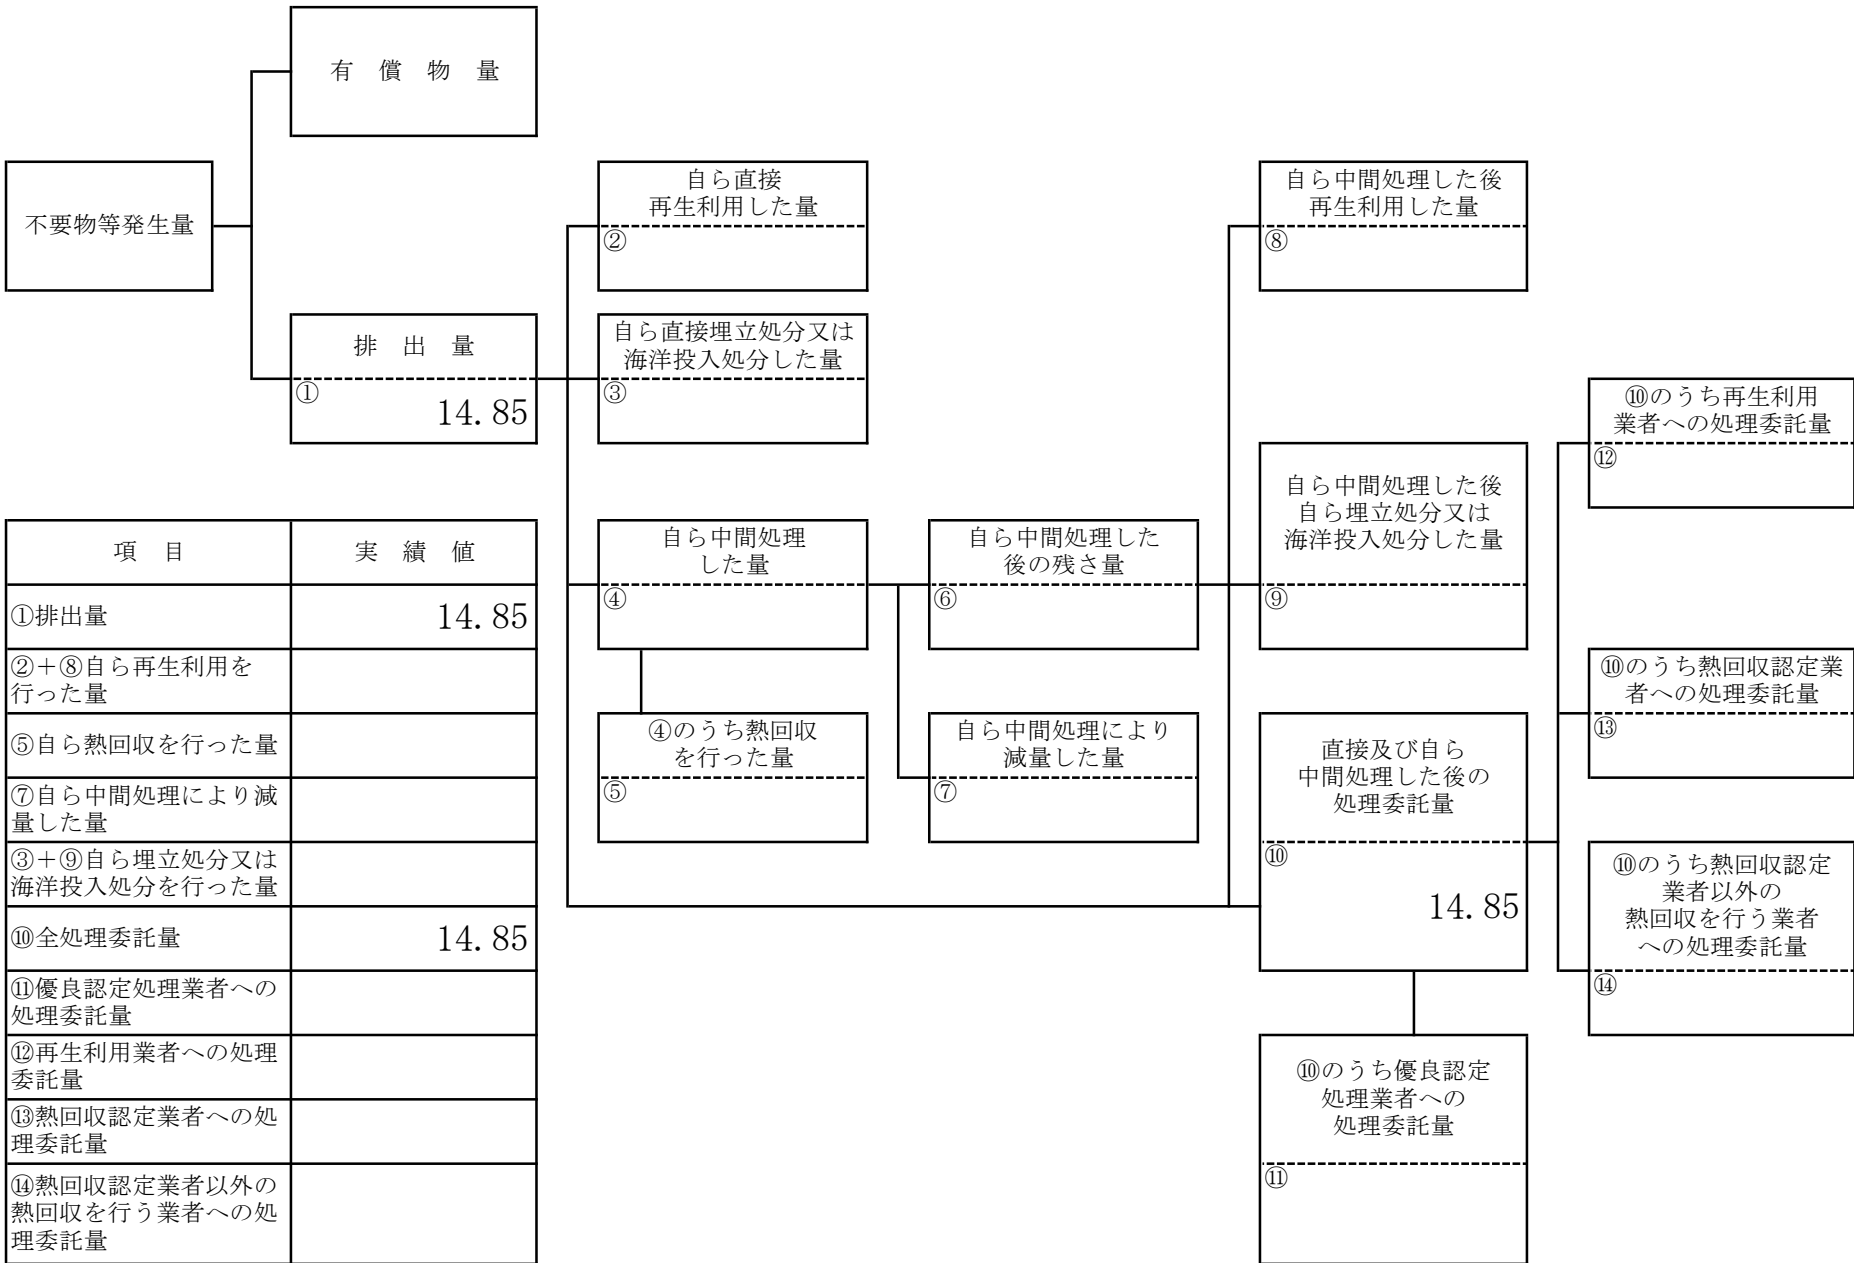 有 償 物 量
不要物等発生量
排 出 量
①
14.85
自ら直接
再生利用した量
②
自ら直接埋立処分又は
海洋投入処分した量
③
自ら中間処理
した量
④
④のうち熱回収
を行った量
⑤
自ら中間処理した
後の残さ量
⑥
自ら中間処理により
減量した量
⑦
自ら中間処理した後
再生利用した量
⑧
自ら中間処理した後
自ら埋立処分又は
海洋投入処分した量
⑨
直接及び自ら
中間処理した後の
処理委託量
⑩
14.85
⑩のうち優良認定
処理業者への
処理委託量
⑪
⑩のうち再生利用
業者への処理委託量
⑫
⑩のうち熱回収認定業
者への処理委託量
⑬
⑩のうち熱回収認定
業者以外の
熱回収を行う業者
への処理委託量
⑭
項 目 実 績 値
①排出量 14.85
②＋⑧自ら再生利用を
行った量
⑤自ら熱回収を行った量
⑦自ら中間処理により減
量した量
③＋⑨自ら埋立処分又は
海洋投入処分を行った量
⑩全処理委託量 14.85
⑪優良認定処理業者への
処理委託量
⑫再生利用業者への処理
委託量
⑬熱回収認定業者への処
理委託量
⑭熱回収認定業者以外の
熱回収を行う業者への処
理委託量